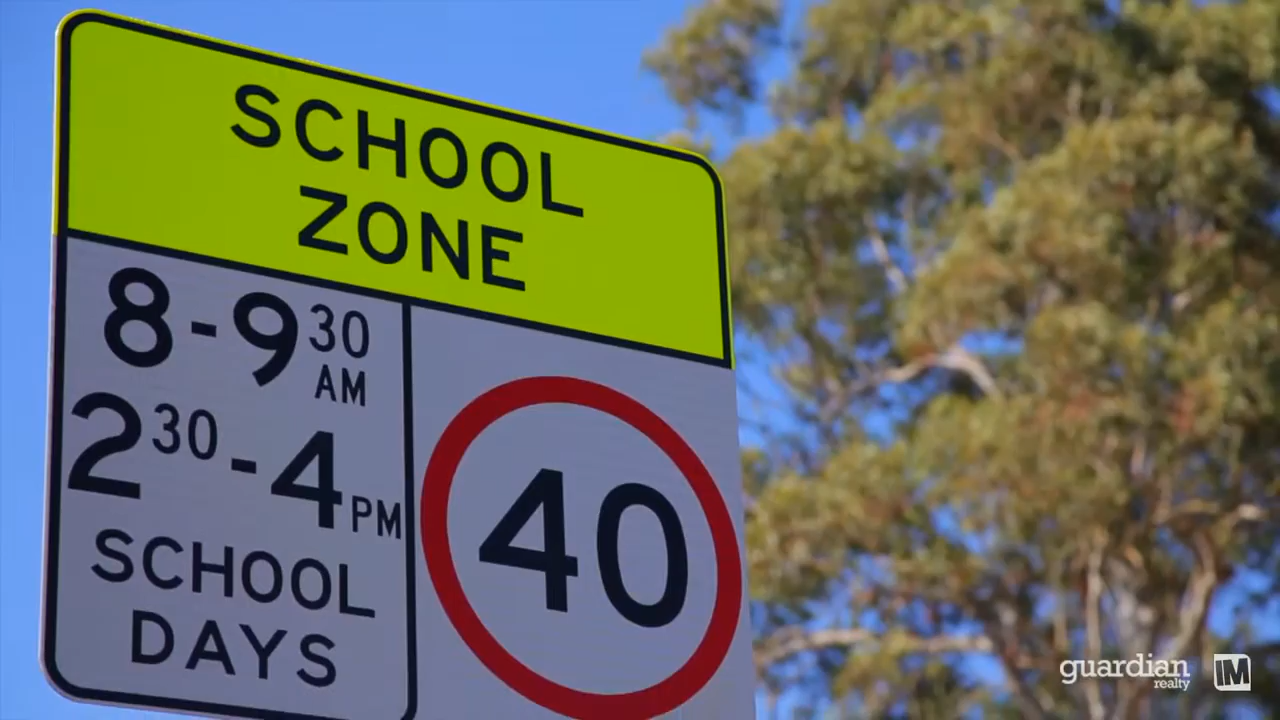 SCHOOL
ZONE
8-9 30 AM
2 30 -4 PM
SCHOOL
DAYS
40
guardian
realty
IM